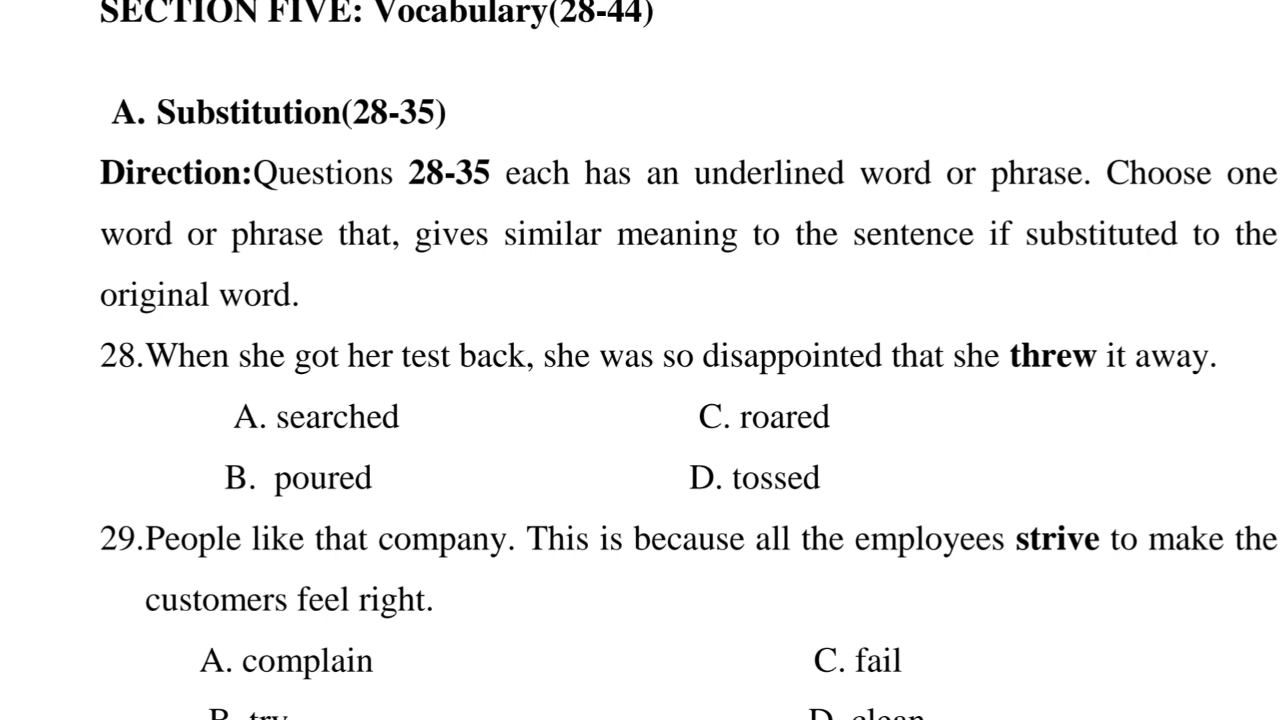 SECTION FIVE: Vocabulary(28-44)
A. Substitution(28-35)
Direction:Questions 28-35 each has an underlined word or phrase. Choose one
word or phrase that, gives similar meaning to the sentence if substituted to the
original word.
28.When she got her test back, she was so disappointed that she threw it away.
A. searched C. roared
B. poured D. tossed
29.People like that company. This is because all the employees strive to make the
customers feel right.
A. complain C. fail
B. try D. clean